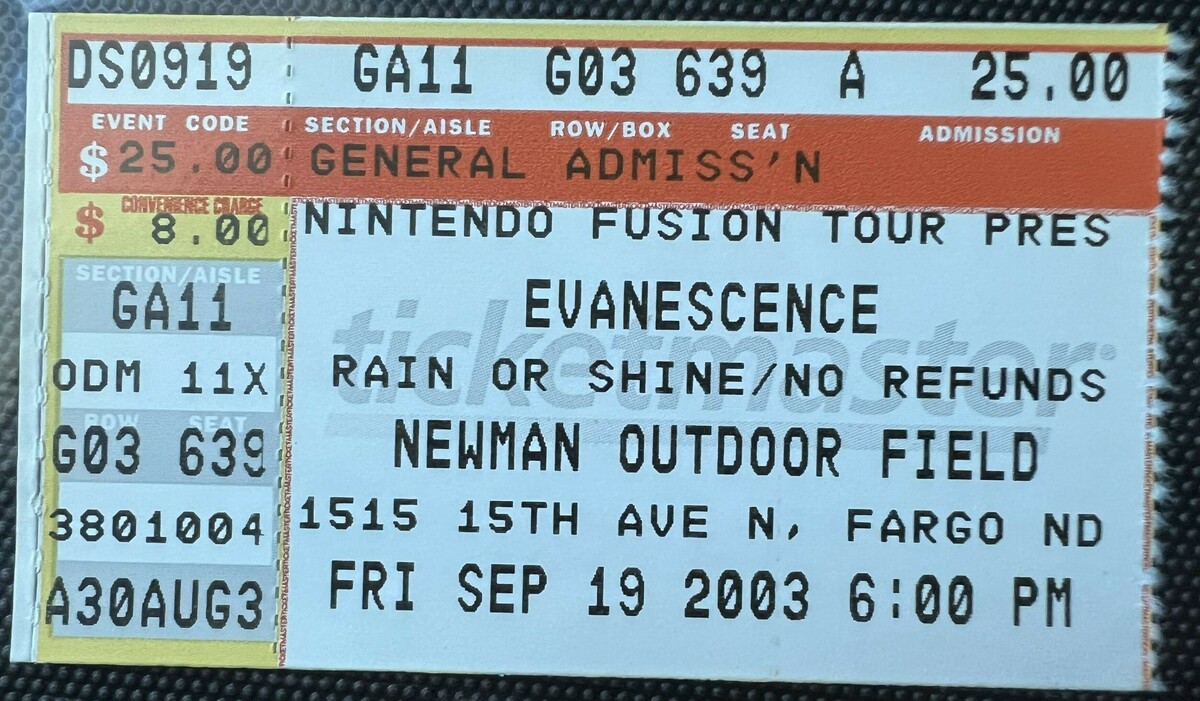 DS0919 GA11 G03 639 A 25.00
EVENT CODE SECTION/AISLE ROW/BOX SEAT ADMISSION
$ 25.00 GENERAL ADMISS'N
CONVENIENCE CHARGE
$ 8.00
NINTENDO FUSION TOUR PRES
SECTION/AISLE
GA11
EVANESCENCE
ticketmaster
ODM 11X
RAIN OR SHINE/NO REFUNDS
ROW SEAT
G03 639
NEWMAN OUTDOOR FIELD
3801004
1515 15TH AVE N, FARGO ND
A30AUG3
FRI SEP 19 2003 6:00 PM